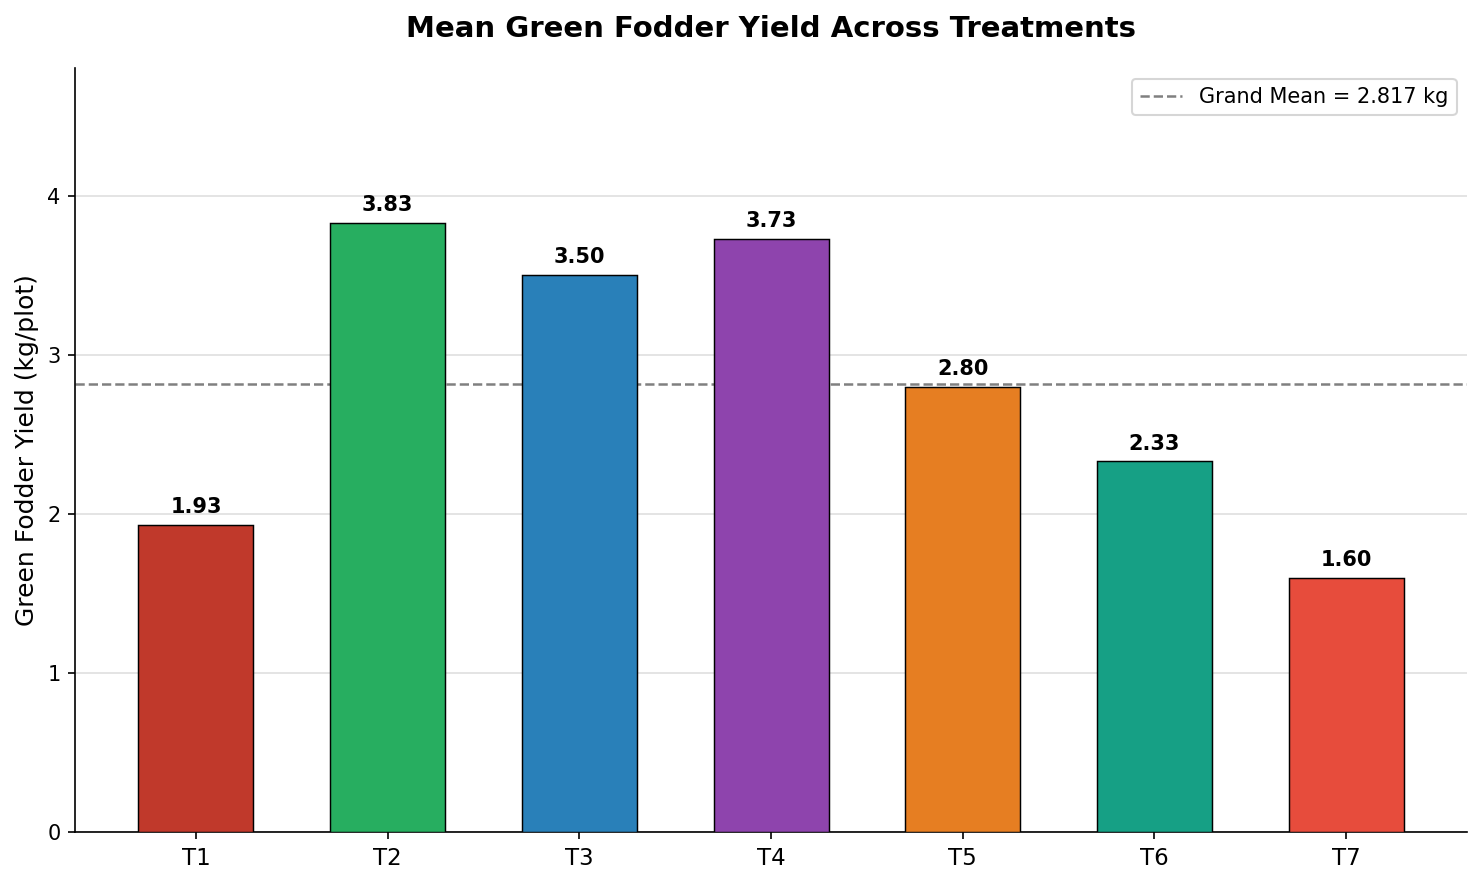 Mean Green Fodder Yield Across Treatments
Grand Mean = 2.817 kg
Green Fodder Yield (kg/plot)
4
3
2
1
0
1.93
3.83
3.50
3.73
2.80
2.33
1.60
T1
T2
T3
T4
T5
T6
T7